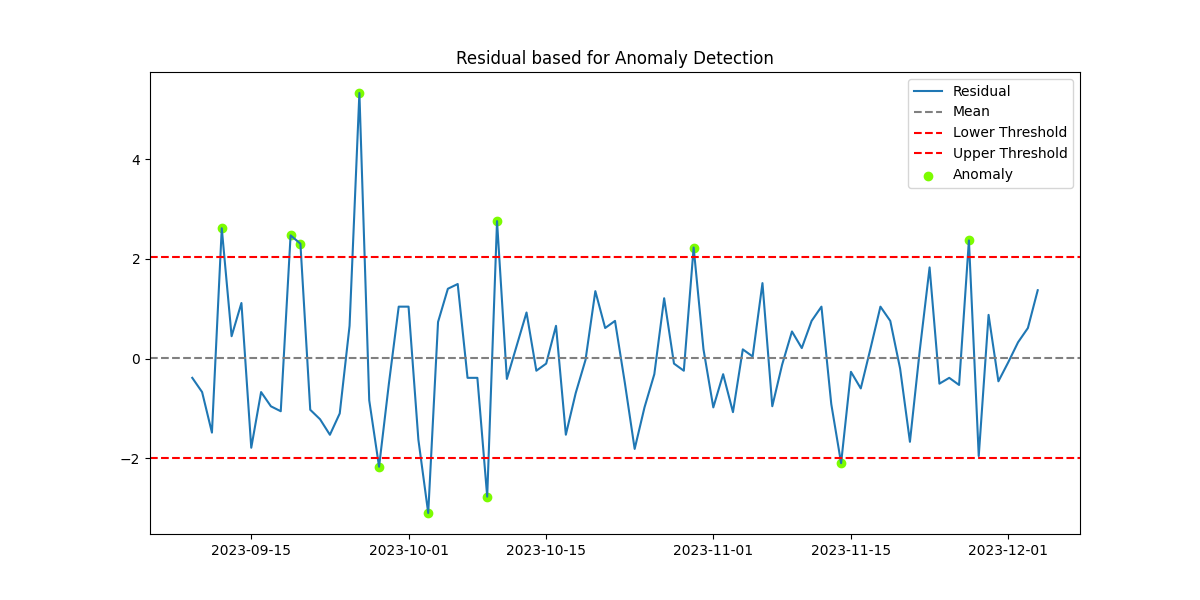 Residual based for Anomaly Detection
Residual
Mean
Lower Threshold
Upper Threshold
Anomaly
4
2
0
−2
2023-09-15
2023-10-01
2023-10-15
2023-11-01
2023-11-15
2023-12-01